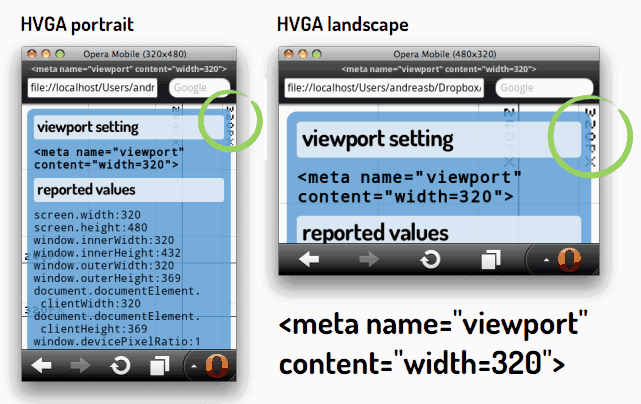 HVGA portrait
Opera Mobile (320x480)
<meta name="viewport" content="width=320">
file://localhost/Users/andr
Google
320PX
viewport setting
<meta name="viewport"
content="width=320">
reported values
screen.width:320
screen.height:480
window.innerWidth:320
window.innerHeight:432
window.outerWidth:320
window.outerHeight:369
document.documentElement.
clientWidth:320
document.documentElement.
clientHeight:369
window.devicePixelRatio:1
HVGA landscape
Opera Mobile (480x320)
<meta name="viewport" content="width=320">
file://localhost/Users/andreasb/Dropbox/
Google
240PX
320PX
viewport setting
<meta name="viewport"
content="width=320">
reported values
<meta name="viewport"
content="width=320">